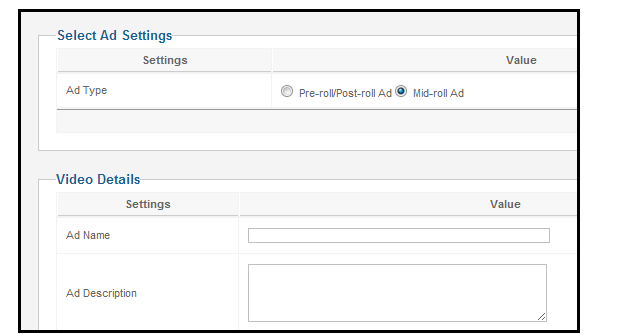 Select Ad Settings
Settings Value
Ad Type Pre-roll/Post-roll Ad Mid-roll Ad
Video Details
Settings Value
Ad Name
Ad Description